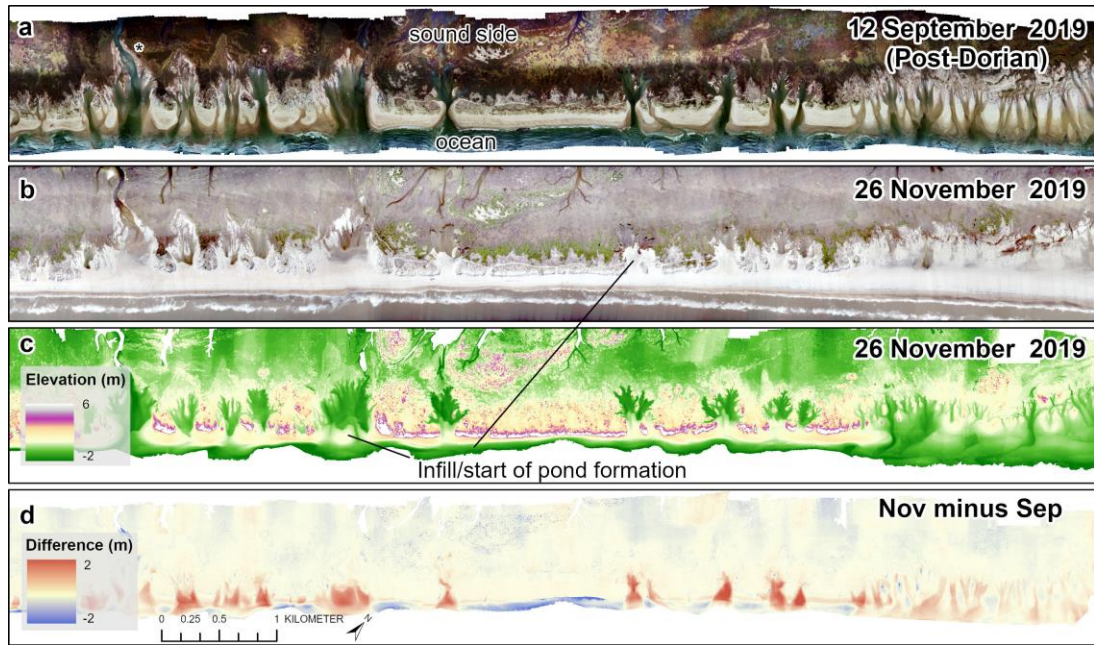 a
sound side
12 September 2019
(Post-Dorian)
*
ocean
b
26 November 2019
c
26 November 2019
Elevation (m)
6
-2
Infill/start of pond formation
d
Nov minus Sep
Difference (m)
2
-2
0 0.25 0.5 1 KILOMETER
N